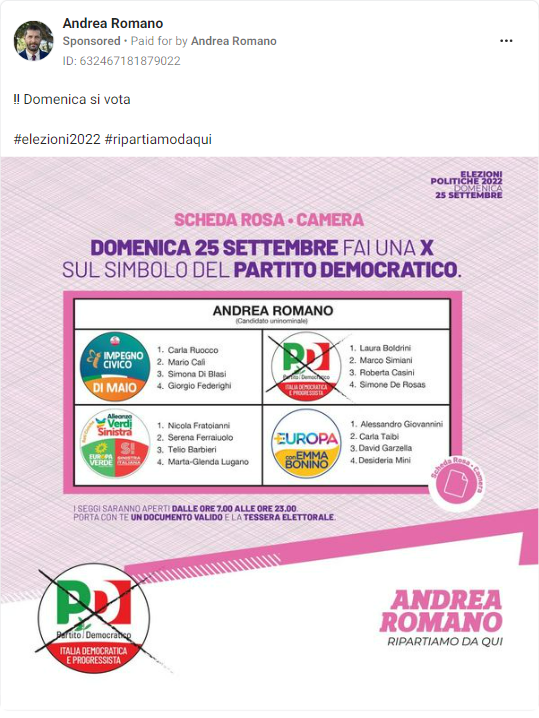 Andrea Romano
Sponsored • Paid for by Andrea Romano
ID: 632467181879022
!! Domenica si vota
#elezioni2022 #ripartiamodaqui
ELEZIONI
POLITICHE 2022
DOMENICA
25 SETTEMBRE
SCHEDA ROSA • CAMERA
DOMENICA 25 SETTEMBRE FAI UNA X
SUL SIMBOLO DEL PARTITO DEMOCRATICO.
ANDREA ROMANO
(Candidato uninominale)
IMPEGNO
CIVICO
DI MAIO
1. Carla Ruocco
2. Mario Calì
3. Simona Di Blasi
4. Giorgio Federighi
PD
Partito Democratico
ITALIA DEMOCRATICA
E PROGRESSISTA
1. Laura Boldrini
2. Marco Simiani
3. Roberta Casini
4. Simone De Rosas
Alleanza
Verdi
Sinistra
EUROPA
VERDE
SI
SINISTRA
ITALIANA
1. Nicola Fratoianni
2. Serena Ferraiuolo
3. Telio Barbieri
4. Marta-Glenda Lugano
+EUROPA
con EMMA
BONINO
1. Alessandro Giovannini
2. Carla Taibi
3. David Garzella
4. Desideria Mini
Scheda Rosa • Camera
I SEGGI SARANNO APERTI DALLE ORE 7.00 ALLE ORE 23.00.
PORTA CON TE UN DOCUMENTO VALIDO E LA TESSERA ELETTORALE.
PD
Partito Democratico
ITALIA DEMOCRATICA
E PROGRESSISTA
ANDREA
ROMANO
RIPARTIAMO DA QUI